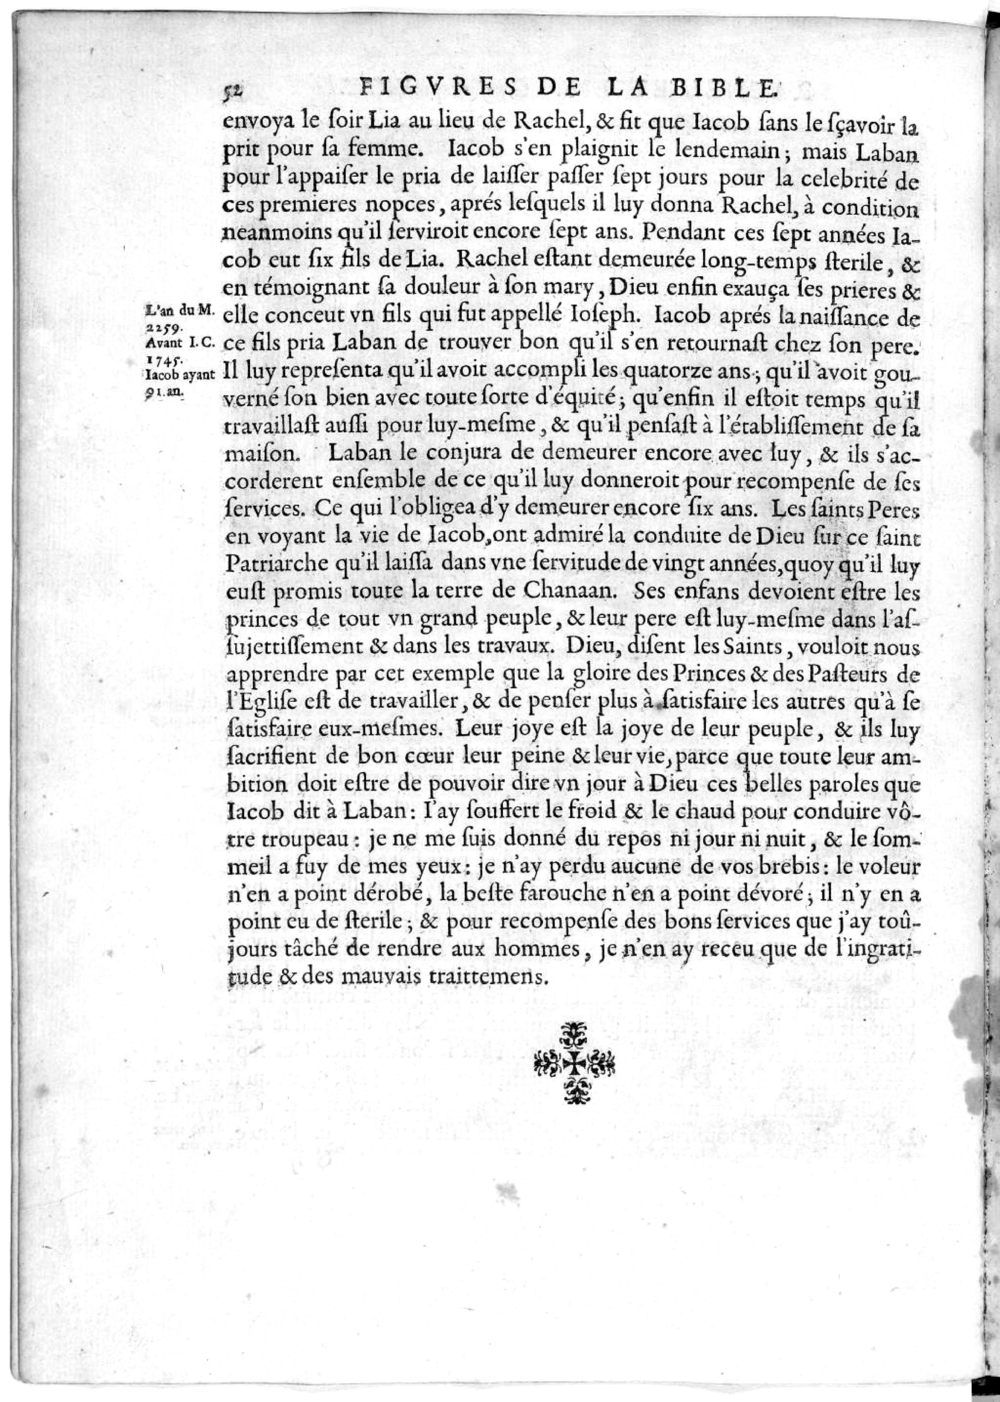 52 FIGVRES DE LA BIBLE.
envoya le ſoir Lia au lieu de Rachel, & fit que Iacob ſans le ſçavoir la
prit pour ſa femme. Iacob s'en plaignit le lendemain; mais Laban
pour l'appaiſer le pria de laiſſer paſſer ſept jours pour la celebrité de
ces premieres nopces, aprés leſquels il luy donna Rachel, à condition
neanmoins qu'il ſerviroit encore ſept ans. Pendant ces ſept années Ia-
cob eut ſix fils de Lia. Rachel eſtant demeurée long-temps ſterile, &
en témoignant ſa douleur à ſon mary, Dieu enfin exauça ſes prieres &
elle conceut vn fils qui fut appellé Ioſeph. Iacob aprés la naiſſance de
ce fils pria Laban de trouver bon qu'il s'en retournaſt chez ſon pere.
Il luy repreſenta qu'il avoit accompli les quatorze ans; qu'il avoit gou-
verné ſon bien avec toute ſorte d'équité; qu'enfin il eſtoit temps qu'il
travaillaſt auſſi pour luy-meſme, & qu'il penſaſt à l'établiſſement de ſa
maiſon. Laban le conjura de demeurer encore avec luy, & ils s'ac-
corderent enſemble de ce qu'il luy donneroit pour recompenſe de ſes
ſervices. Ce qui l'obligea d'y demeurer encore ſix ans. Les ſaints Peres
en voyant la vie de Iacob, ont admiré la conduite de Dieu ſur ce ſaint
Patriarche qu'il laiſſa dans vne ſervitude de vingt années, quoy qu'il luy
euſt promis toute la terre de Chanaan. Ses enfans devoient eſtre les
princes de tout vn grand peuple, & leur pere eſt luy-meſme dans l'aſ-
ſujettiſſement & dans les travaux. Dieu, diſent les Saints, vouloit nous
apprendre par cet exemple que la gloire des Princes & des Paſteurs de
l'Egliſe eſt de travailler, & de penſer plus à ſatisfaire les autres qu'à ſe
ſatisfaire eux-meſmes. Leur joye eſt la joye de leur peuple, & ils luy
ſacrifient de bon cœur leur peine & leur vie, parce que toute leur am-
bition doit eſtre de pouvoir dire vn jour à Dieu ces belles paroles que
Iacob dit à Laban: I'ay ſouffert le froid & le chaud pour conduire vô-
tre troupeau: je ne me ſuis donné du repos ni jour ni nuit, & le ſom-
meil a fuy de mes yeux: je n'ay perdu aucune de vos brebis: le voleur
n'en a point dérobé, la beſte farouche n'en a point dévoré; il n'y en a
point eu de ſterile; & pour recompenſe des bons ſervices que j'ay toû-
jours tâché de rendre aux hommes, je n'en ay receu que de l'ingrati-
tude & des mauvais traittemens.
L'an du M.
2259.
Avant I.C.
1745.
Iacob ayant
91. an.